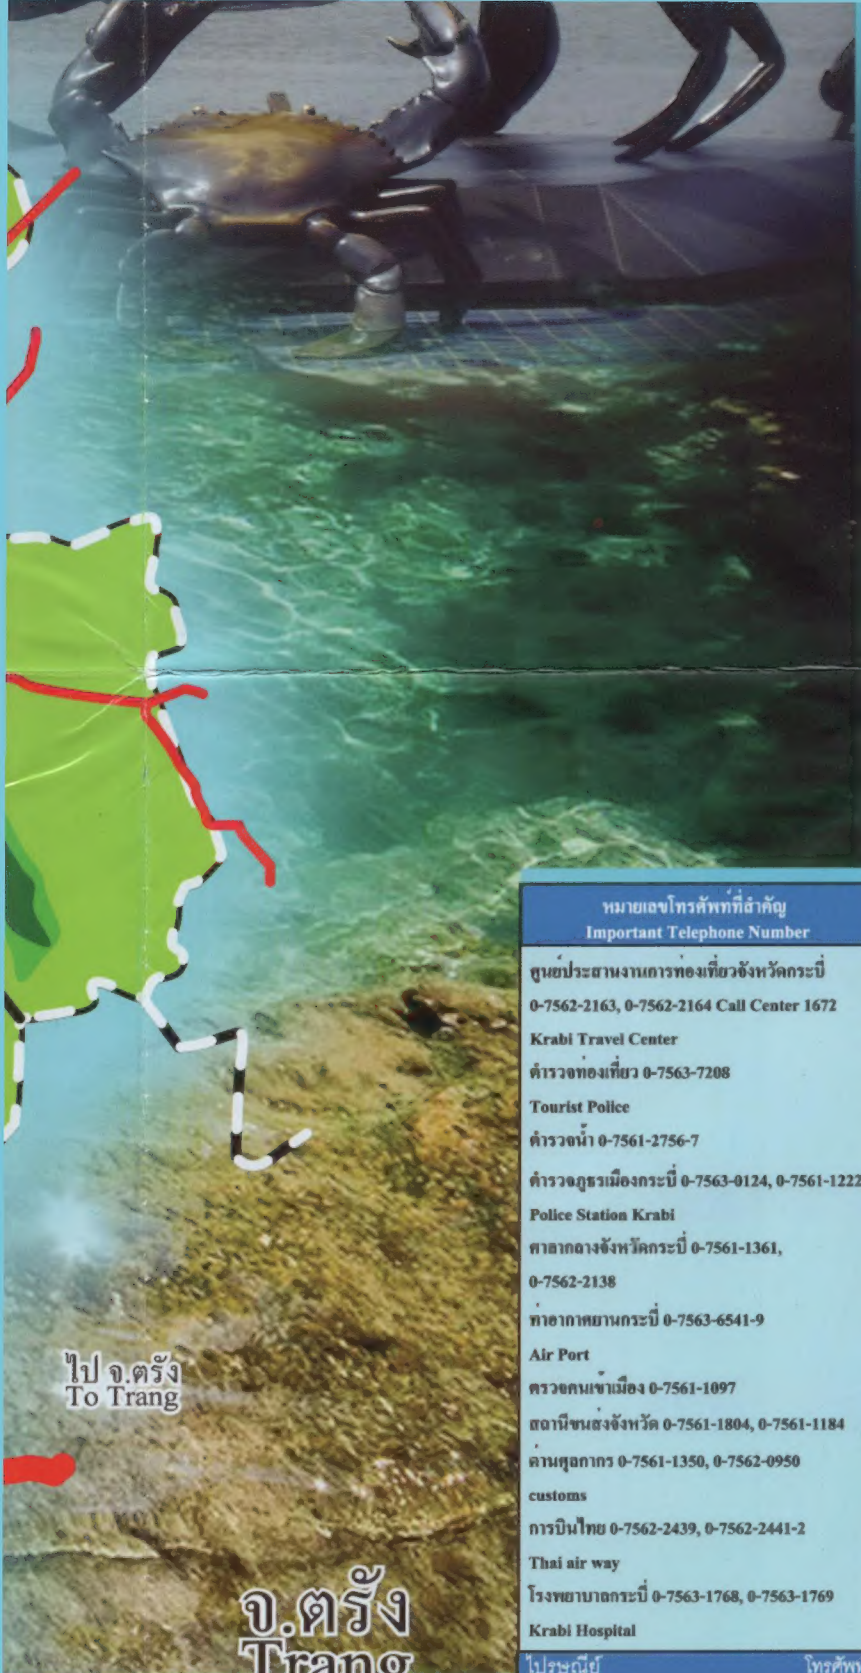 หมายเลขโทรศัพท์ที่สำคัญ
Important Telephone Number
ศูนย์ประสานงานการท่องเที่ยวจังหวัดกระบี่
0-7562-2163, 0-7562-2164 Call Center 1672
Krabi Travel Center
ตำรวจท่องเที่ยว 0-7563-7208
Tourist Police
ตำรวจน้ำ 0-7561-2756-7
ตำรวจภูธรเมืองกระบี่ 0-7563-0124, 0-7561-1222
Police Station Krabi
ศาลากลางจังหวัดกระบี่ 0-7561-1361,
0-7562-2138
ท่าอากาศยานกระบี่ 0-7563-6541-9
Air Port
ตรวจคนเข้าเมือง 0-7561-1097
สถานีขนส่งจังหวัด 0-7561-1804, 0-7561-1184
ด่านศุลกากร 0-7561-1350, 0-7562-0950
customs
การบินไทย 0-7562-2439, 0-7562-2441-2
Thai air way
โรงพยาบาลกระบี่ 0-7563-1768, 0-7563-1769
Krabi Hospital
ไปรษณีย์ โทรศัพท
ไป จ.ตรัง
To Trang
จ.ตรัง
Trang